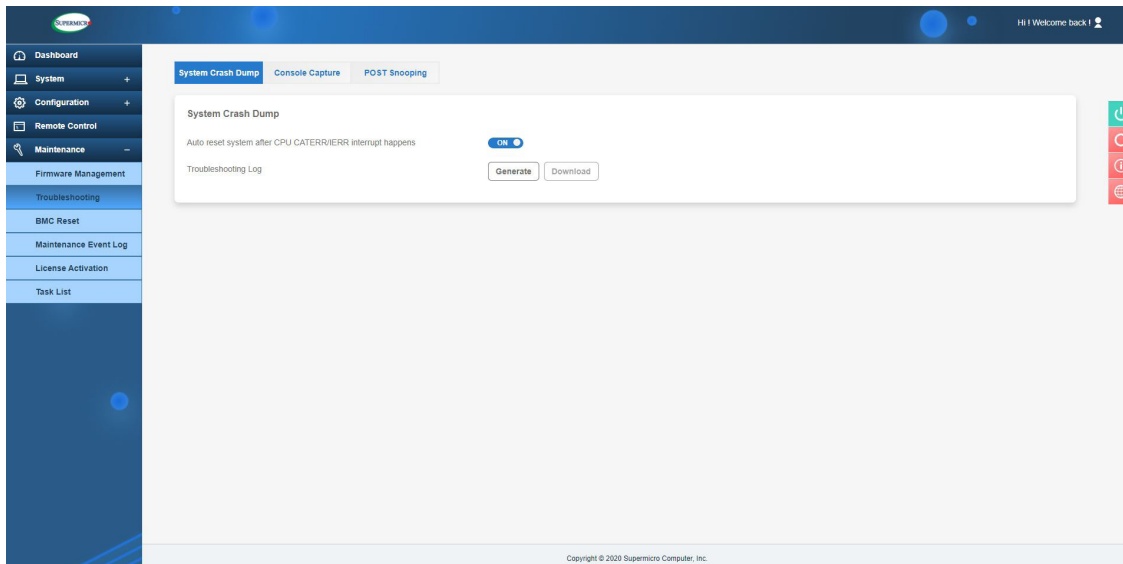 SUPERMICR
Hi ! Welcome back !
Dashboard
System +
Configuration +
Remote Control
Maintenance −
Firmware Management
Troubleshooting
BMC Reset
Maintenance Event Log
License Activation
Task List
System Crash Dump Console Capture POST Snooping
System Crash Dump
Auto reset system after CPU CATERR/IERR interrupt happens ON
Troubleshooting Log Generate Download
Copyright © 2020 Supermicro Computer, Inc.